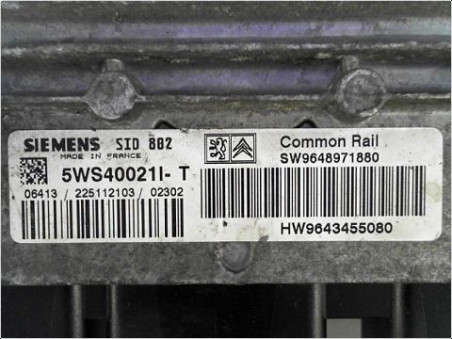 SIEMENS SID 802
MADE IN FRANCE
5WS40021I- T
06413 / 225112103 / 02302
Common Rail
SW9648971880
HW9643455080